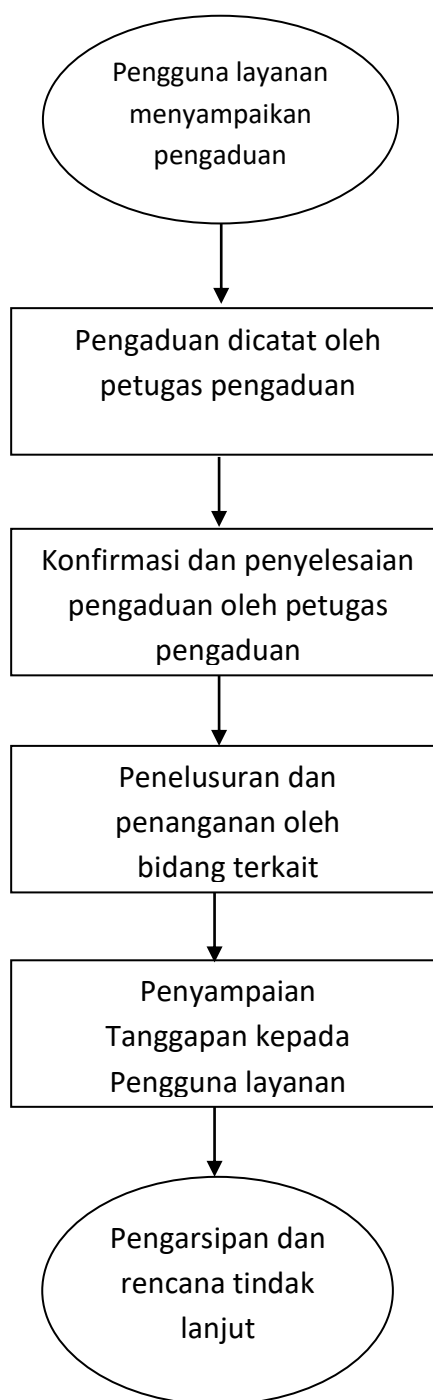 Pengguna layanan
menyampaikan
pengaduan
Pengaduan dicatat oleh
petugas pengaduan
Konfirmasi dan penyelesaian
pengaduan oleh petugas
pengaduan
Penelusuran dan
penanganan oleh
bidang terkait
Penyampaian
Tanggapan kepada
Pengguna layanan
Pengarsipan dan
rencana tindak
lanjut